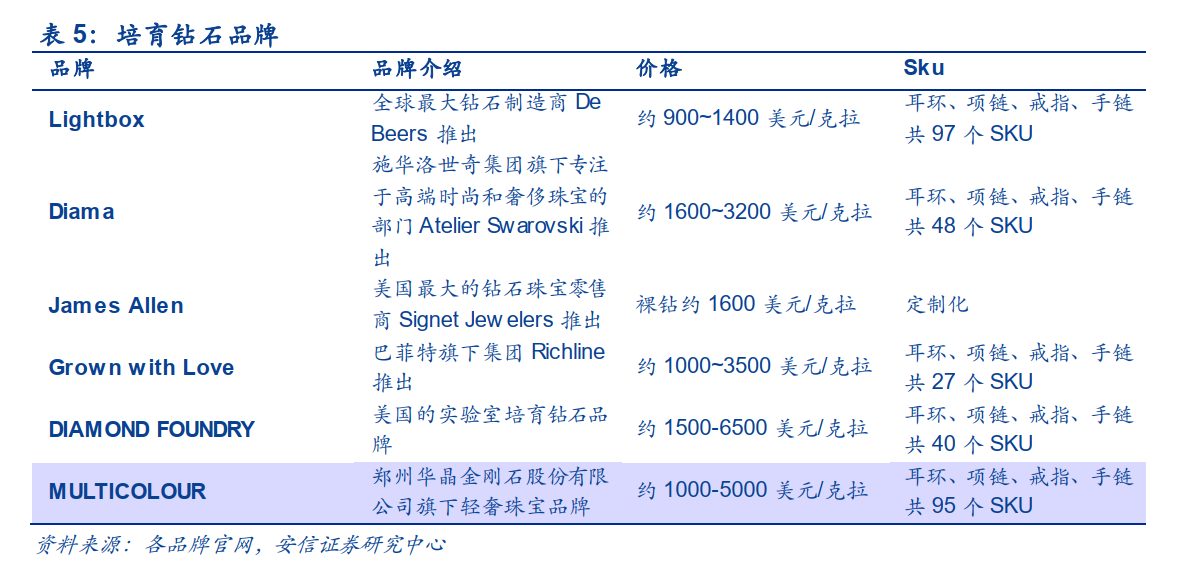 表 5：培育钻石品牌
品牌 品牌介绍 价格 Sku
Lightbox
全球最大钻石制造商 De
Beers 推出
约 900~1400 美元/克拉
耳环、项链、戒指、手链
共 97 个 SKU
Diama
施华洛世奇集团旗下专注
于高端时尚和奢侈珠宝的
部门 Atelier Swarovski 推
出
约 1600~3200 美元/克拉
耳环、项链、戒指、手链
共 48 个 SKU
James Allen
美国最大的钻石珠宝零售
商 Signet Jewelers 推出
裸钻约 1600 美元/克拉
定制化
Grown with Love
巴菲特旗下集团 Richline
推出
约 1000~3500 美元/克拉
耳环、项链、戒指、手链
共 27 个 SKU
DIAMOND FOUNDRY
美国的实验室培育钻石品
牌
约 1500-6500 美元/克拉
耳环、项链、戒指、手链
共 40 个 SKU
MULTICOLOUR
郑州华晶金刚石股份有限
公司旗下轻奢珠宝品牌
约 1000-5000 美元/克拉
耳环、项链、戒指、手链
共 95 个 SKU
资料来源：各品牌官网，安信证券研究中心